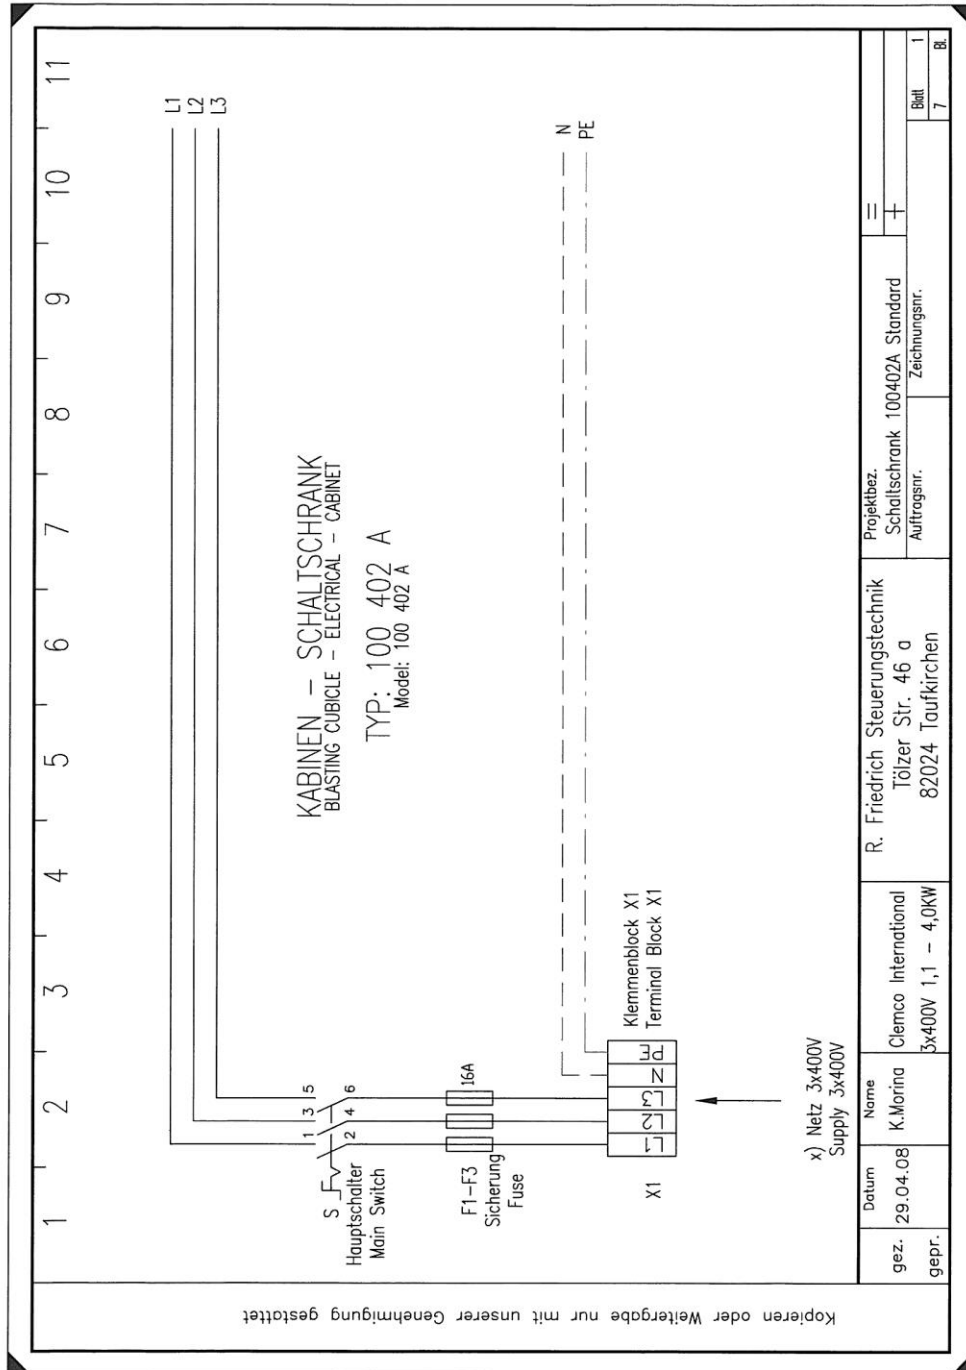 1 2 3 4 5 6 7 8 9 10 11
L1
L2
L3
KABINEN – SCHALTSCHRANK
BLASTING CUBICLE – ELECTRICAL – CABINET
TYP: 100 402 A
Model: 100 402 A
S
Hauptschalter
Main Switch
1 3 5
2 4 6
F1–F3
Sicherung
Fuse
16A
N
PE
Klemmenblock X1
Terminal Block X1
X1
L1 L2 L3 N PE
x) Netz 3x400V
Supply 3x400V
Datum
Name
gez.
29.04.08
K.Morina
gepr.
Clemco International
3x400V 1,1 – 4,0KW
R. Friedrich Steuerungstechnik
Tölzer Str. 46 a
82024 Taufkirchen
Projektbez.
Schaltschrank 100402A Standard
Auftragsnr.
Zeichnungsnr.
=
+
Blatt 1
7 Bl.
Kopieren oder Weitergabe nur mit unserer Genehmigung gestattet